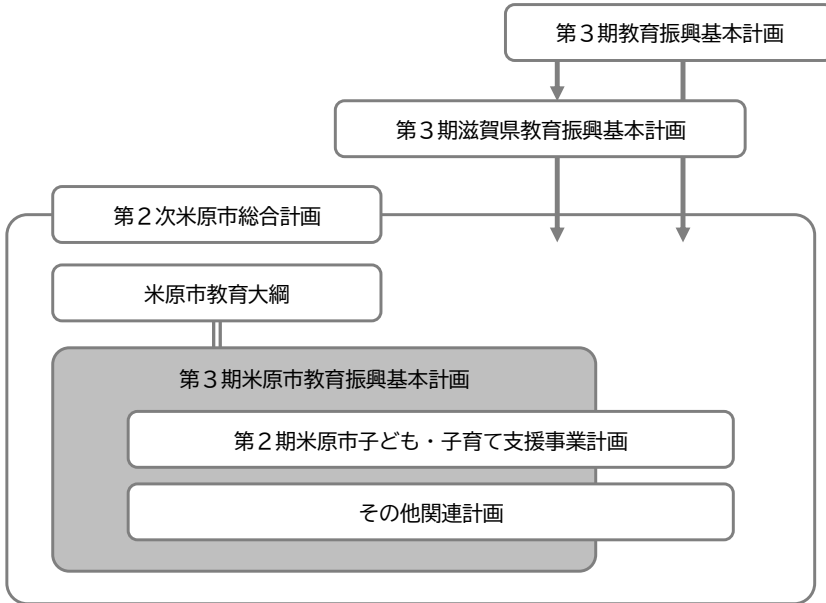 第３期教育振興基本計画
第３期滋賀県教育振興基本計画
第２次米原市総合計画
米原市教育大綱
第３期米原市教育振興基本計画
第２期米原市子ども・子育て支援事業計画
その他関連計画